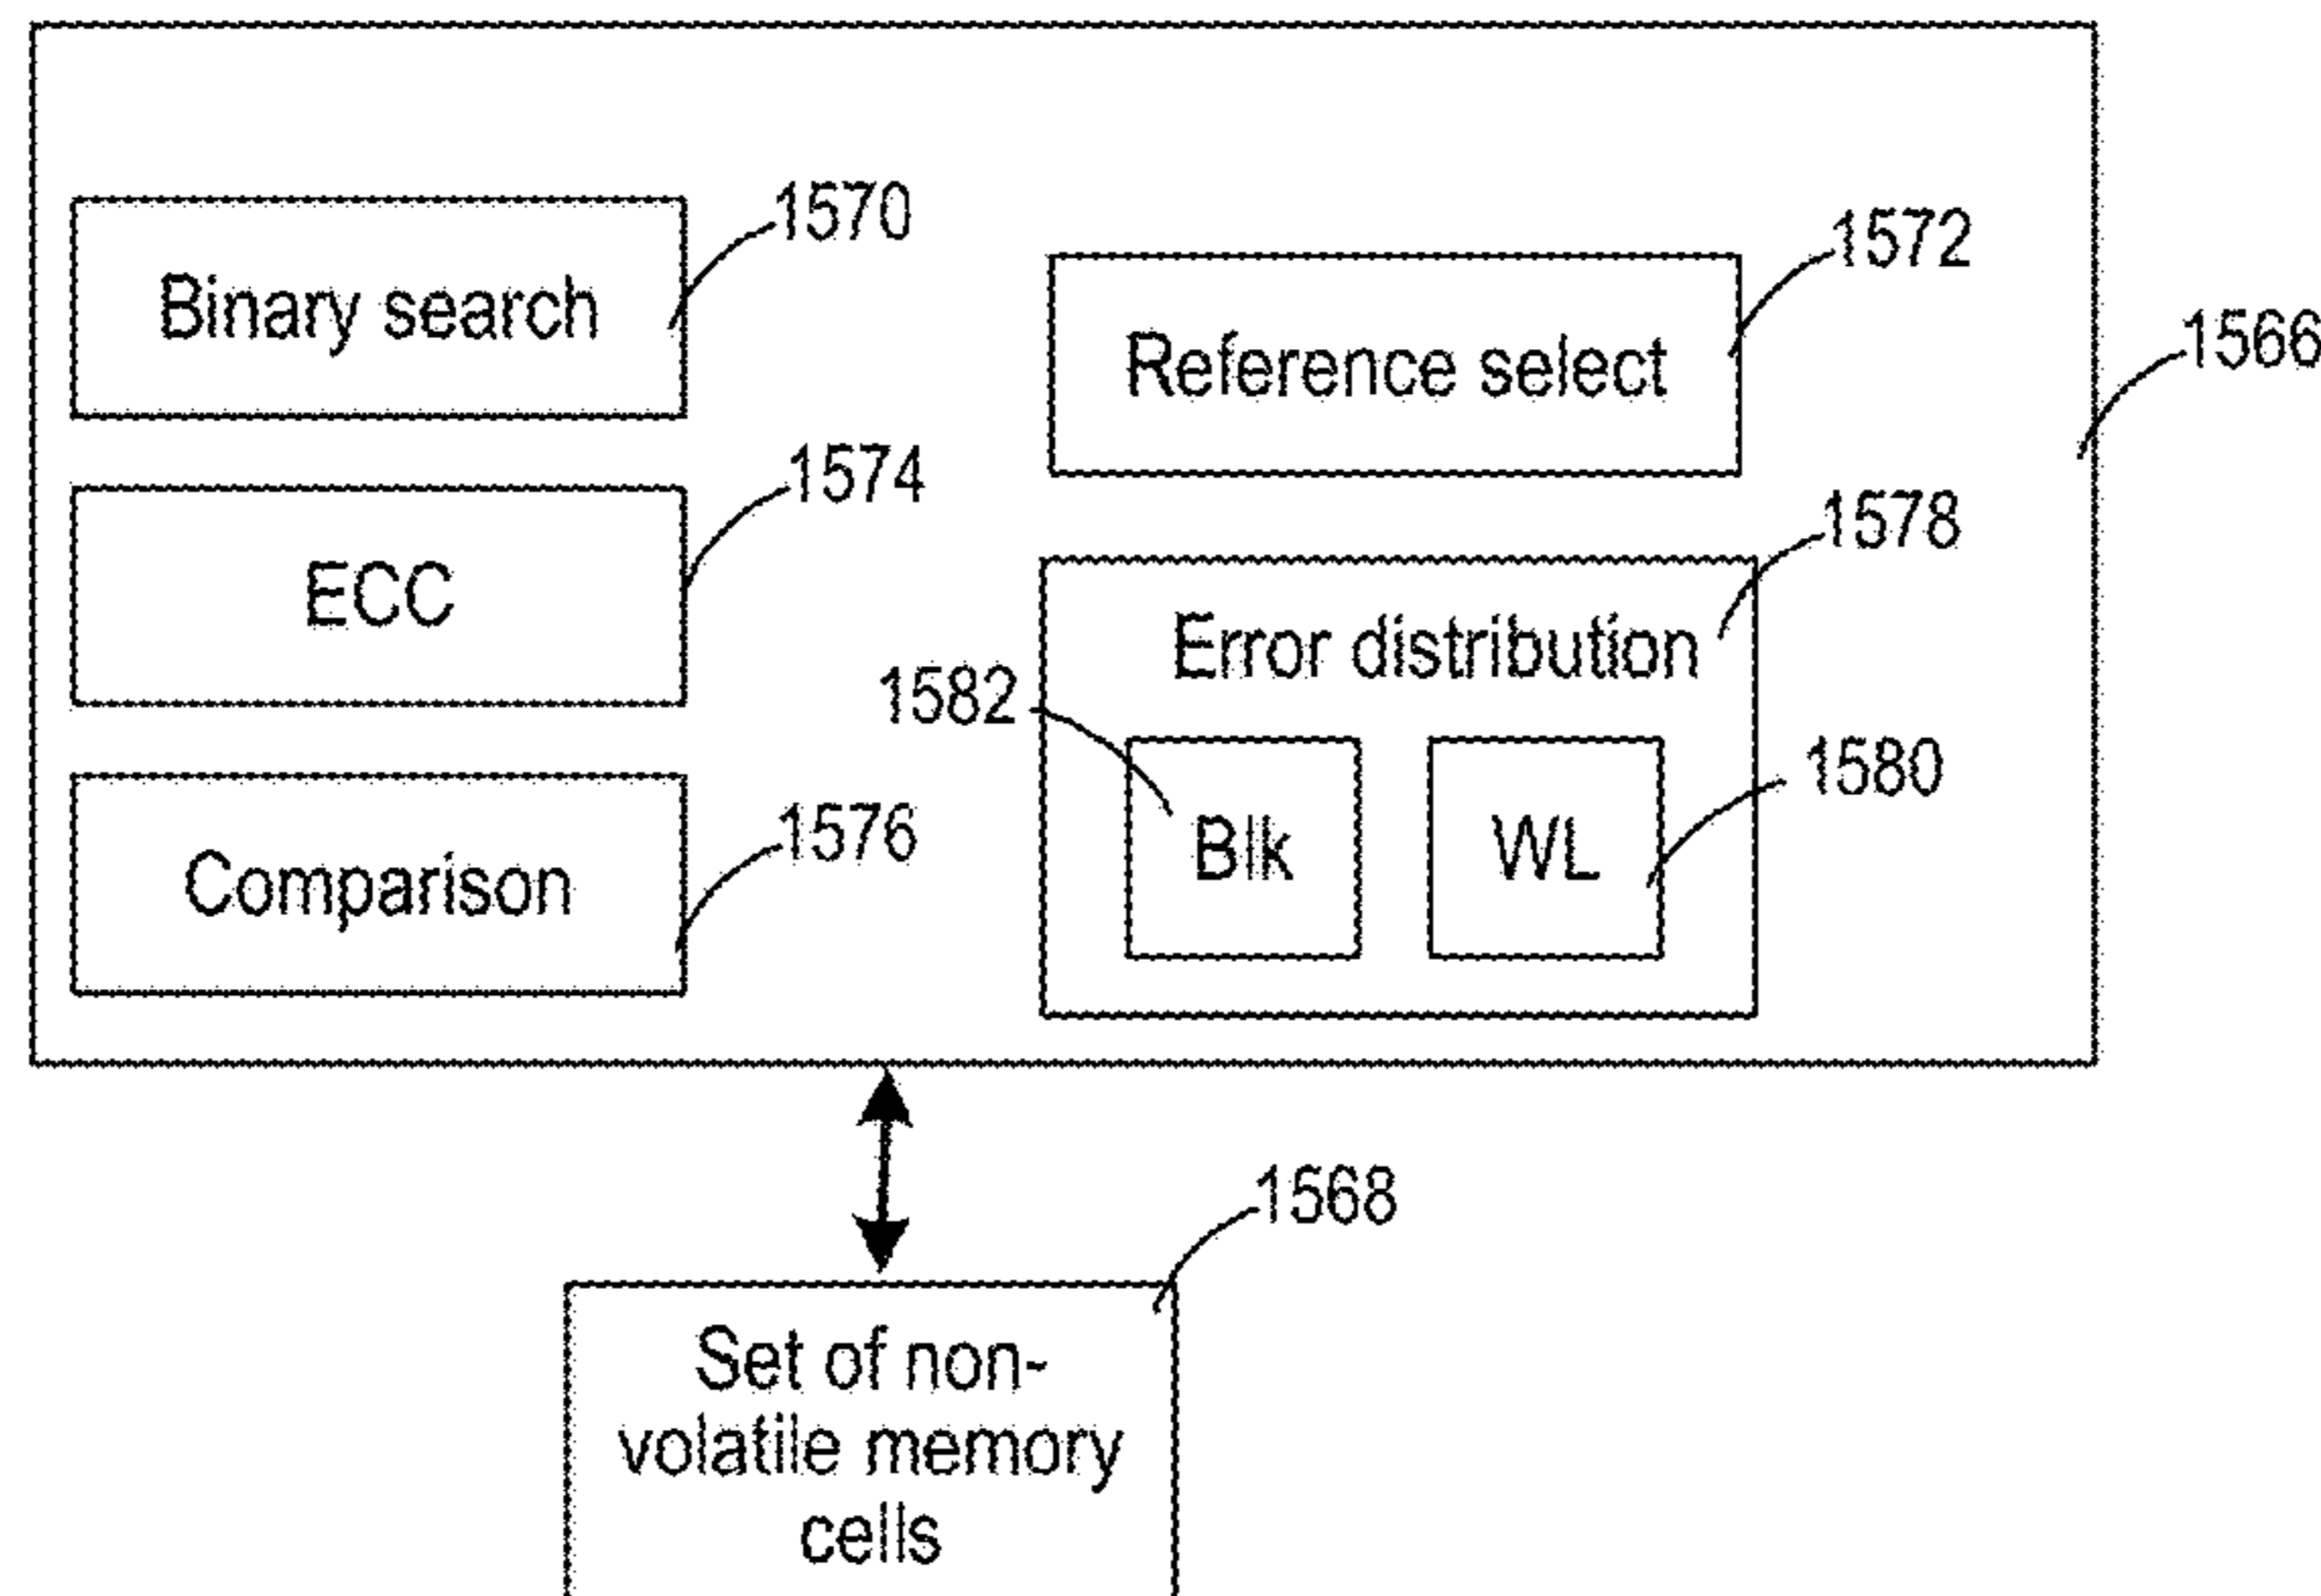 1570
Binary search
1572
Reference select
1566
1574
ECC
1578
Error distribution
1582
1580
Blk
WL
1576
Comparison
1568
Set of non-
volatile memory
cells